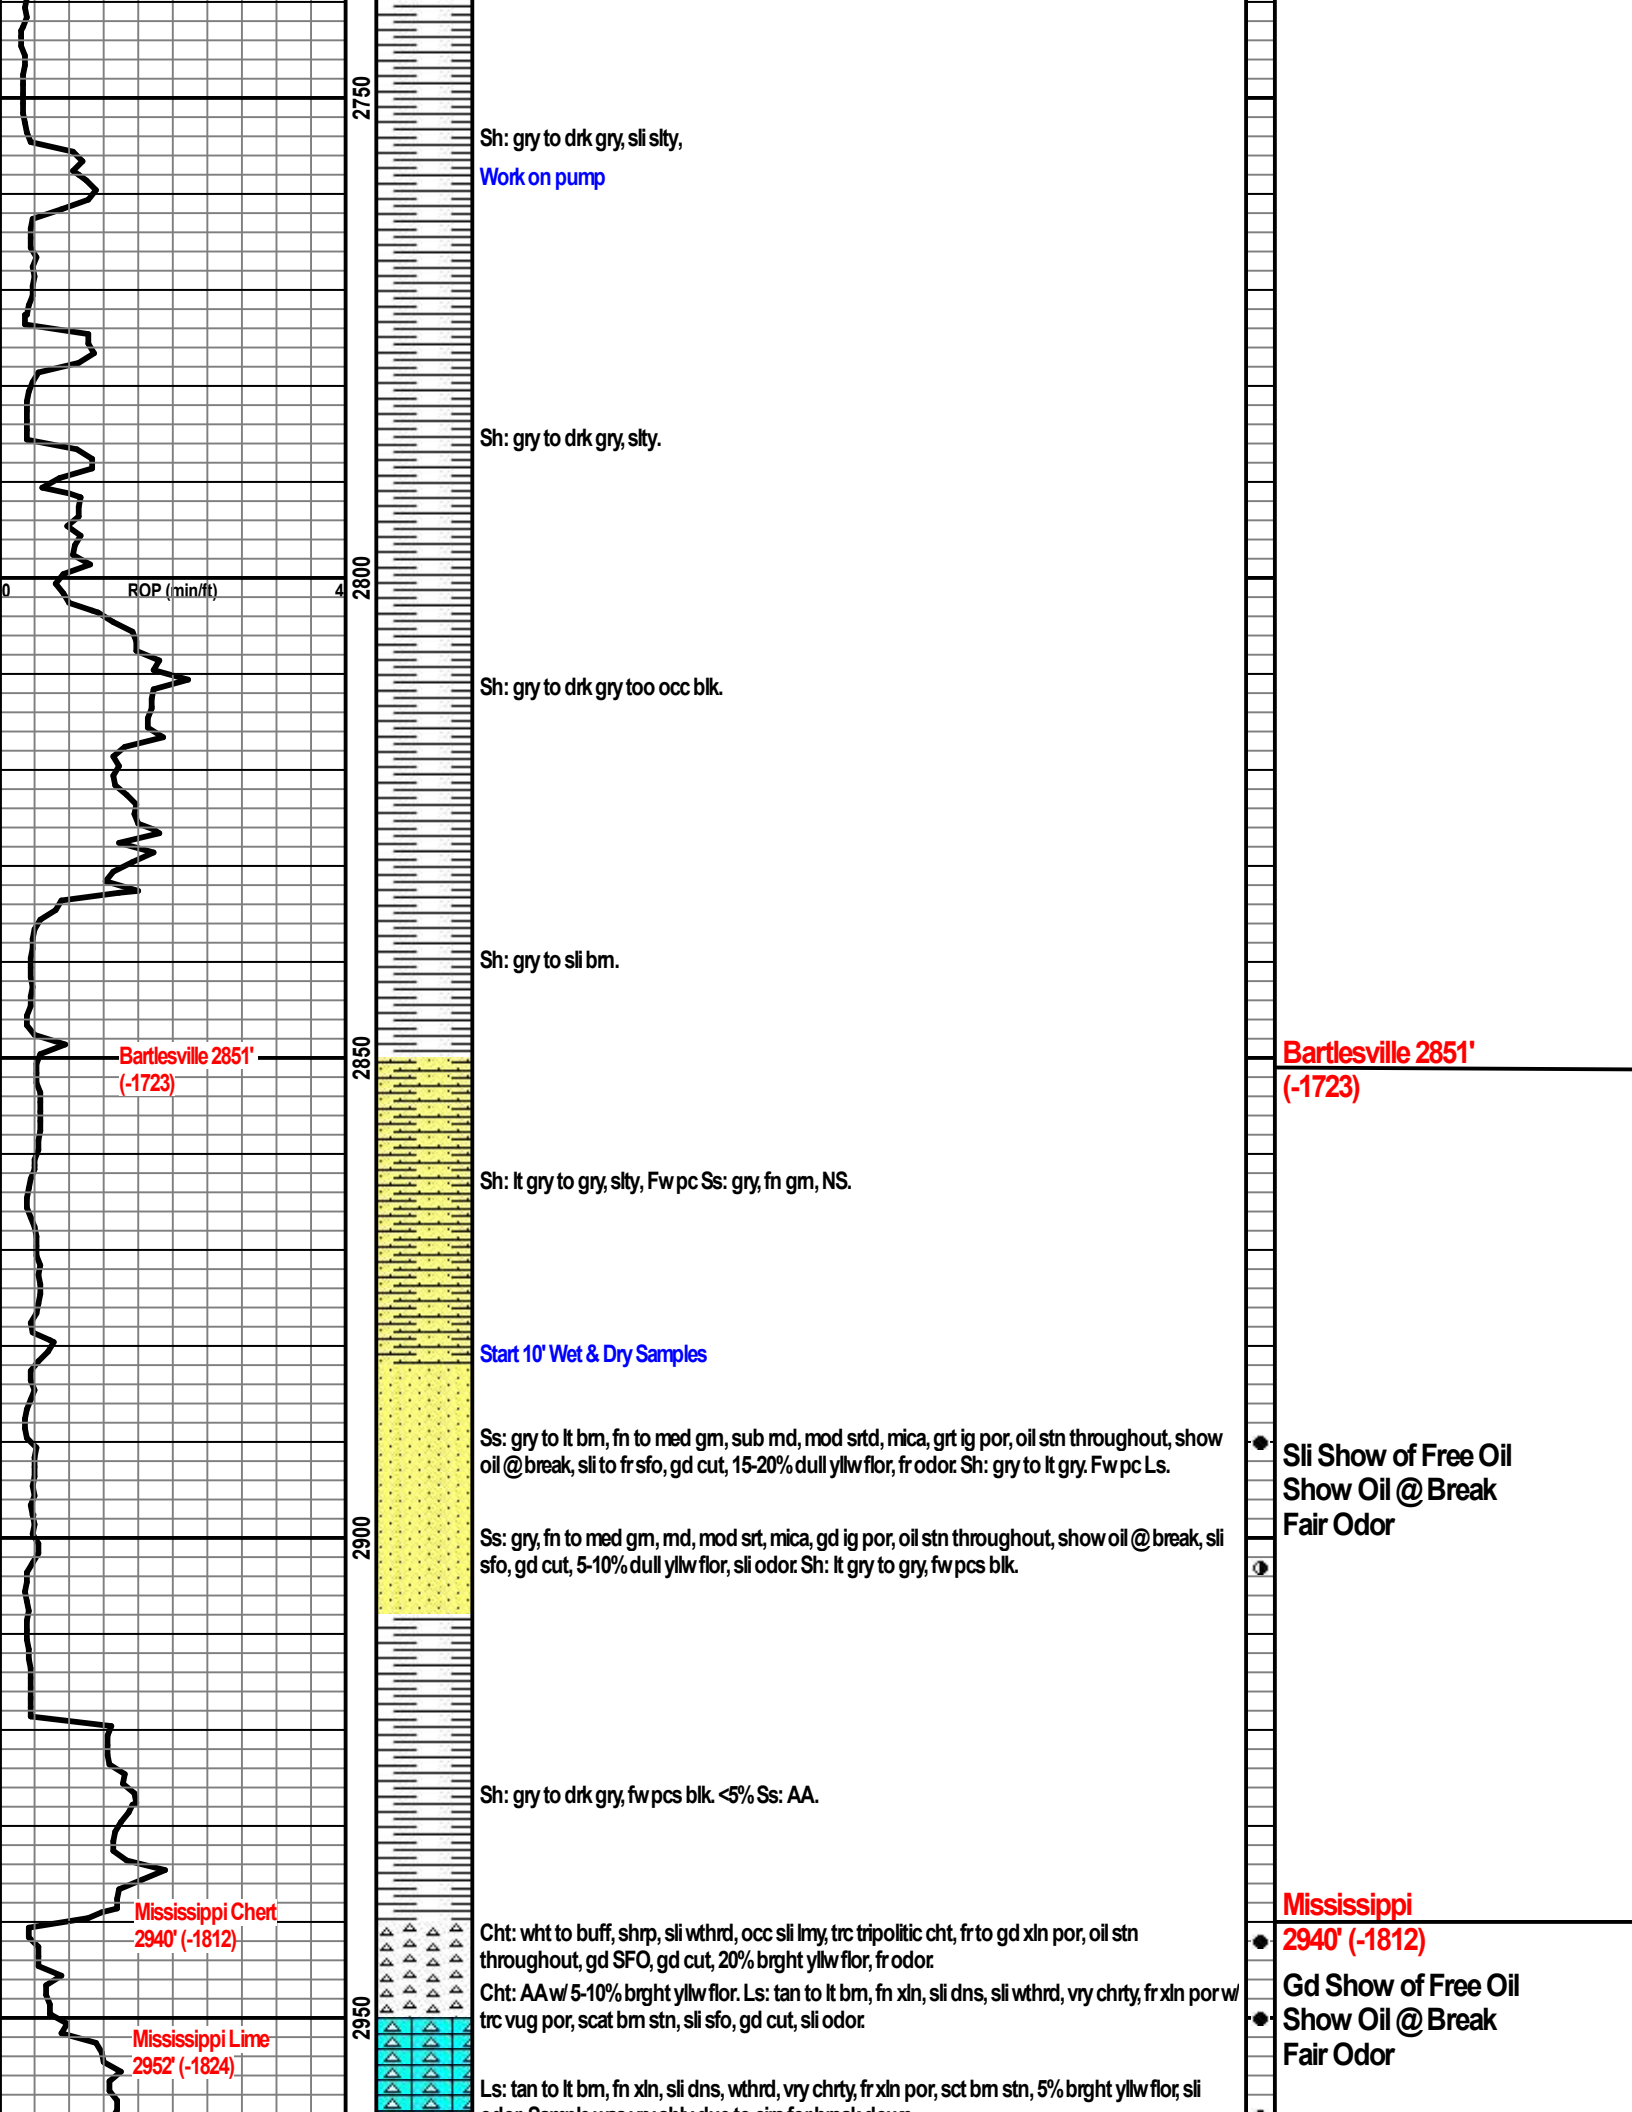 2750
Sh: gry to drk gry, sli slty,
Work on pump
Sh: gry to drk gry, slty.
0 ROP (min/ft) 4
2800
Sh: gry to drk gry too occ blk.
Sh: gry to sli brn.
Bartlesville 2851'
(-1723)
2850
Bartlesville 2851'
(-1723)
Sh: lt gry to gry, slty, Fw pc Ss: gry, fn grn, NS.
Start 10' Wet & Dry Samples
Ss: gry to lt brn, fn to med grn, sub rnd, mod srtd, mica, grt ig por, oil stn throughout, show
oil @ break, sli to fr sfo, gd cut, 15-20% dull yllw flor, fr odor. Sh: gry to lt gry. Fw pc Ls.
Sli Show of Free Oil
Show Oil @ Break
Fair Odor
2900
Ss: gry, fn to med grn, rnd, mod srt, mica, gd ig por, oil stn throughout, show oil @ break, sli
sfo, gd cut, 5-10% dull yllw flor, sli odor. Sh: lt gry to gry, fw pcs blk.
Sh: gry to drk gry, fw pcs blk. <5% Ss: AA.
Mississippi Chert
2940' (-1812)
Cht: wht to buff, shrp, sli wthrd, occ sli lmy, trc tripolitic cht, fr to gd xln por, oil stn
throughout, gd SFO, gd cut, 20% brght yllw flor, fr odor.
Mississippi
2940' (-1812)
Cht: AA w/ 5-10% brght yllw flor. Ls: tan to lt brn, fn xln, sli dns, sli wthrd, vry chrty, fr xln por w/
trc vug por, scat brn stn, sli sfo, gd cut, sli odor.
Gd Show of Free Oil
Show Oil @ Break
Fair Odor
2950
Mississippi Lime
2952' (-1824)
Ls: tan to lt brn, fn xln, sli dns, wthrd, vry chrty, fr xln por, sct brn stn, 5% brght yllw flor, sli